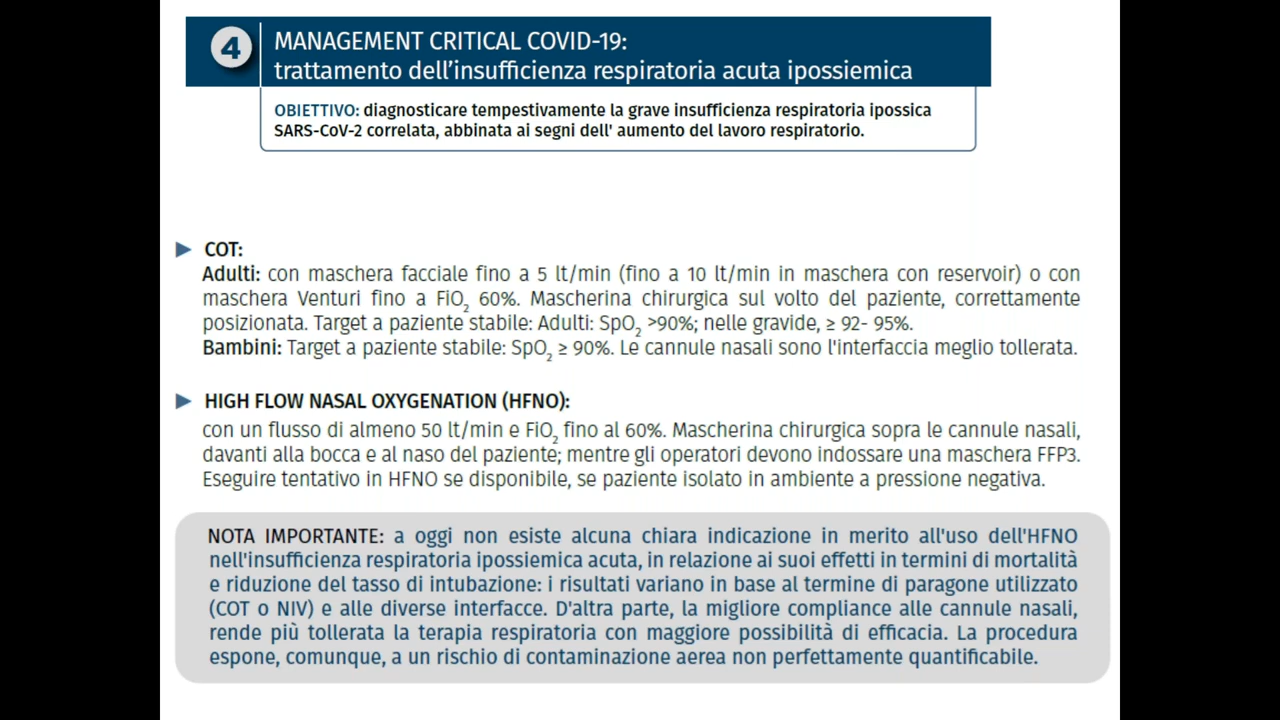 4
MANAGEMENT CRITICAL COVID-19:
trattamento dell’insufficienza respiratoria acuta ipossiemica
OBIETTIVO: diagnosticare tempestivamente la grave insufficienza respiratoria ipossica
SARS-CoV-2 correlata, abbinata ai segni dell' aumento del lavoro respiratorio.
► COT:
Adulti: con maschera facciale fino a 5 lt/min (fino a 10 lt/min in maschera con reservoir) o con
maschera Venturi fino a FiO2 60%. Mascherina chirurgica sul volto del paziente, correttamente
posizionata. Target a paziente stabile: Adulti: SpO2 >90%; nelle gravide, ≥ 92- 95%.
Bambini: Target a paziente stabile: SpO2 ≥ 90%. Le cannule nasali sono l'interfaccia meglio tollerata.
► HIGH FLOW NASAL OXYGENATION (HFNO):
con un flusso di almeno 50 lt/min e FiO2 fino al 60%. Mascherina chirurgica sopra le cannule nasali,
davanti alla bocca e al naso del paziente; mentre gli operatori devono indossare una maschera FFP3.
Eseguire tentativo in HFNO se disponibile, se paziente isolato in ambiente a pressione negativa.
NOTA IMPORTANTE: a oggi non esiste alcuna chiara indicazione in merito all'uso dell'HFNO
nell'insufficienza respiratoria ipossiemica acuta, in relazione ai suoi effetti in termini di mortalità
e riduzione del tasso di intubazione: i risultati variano in base al termine di paragone utilizzato
(COT o NIV) e alle diverse interfacce. D'altra parte, la migliore compliance alle cannule nasali,
rende più tollerata la terapia respiratoria con maggiore possibilità di efficacia. La procedura
espone, comunque, a un rischio di contaminazione aerea non perfettamente quantificabile.